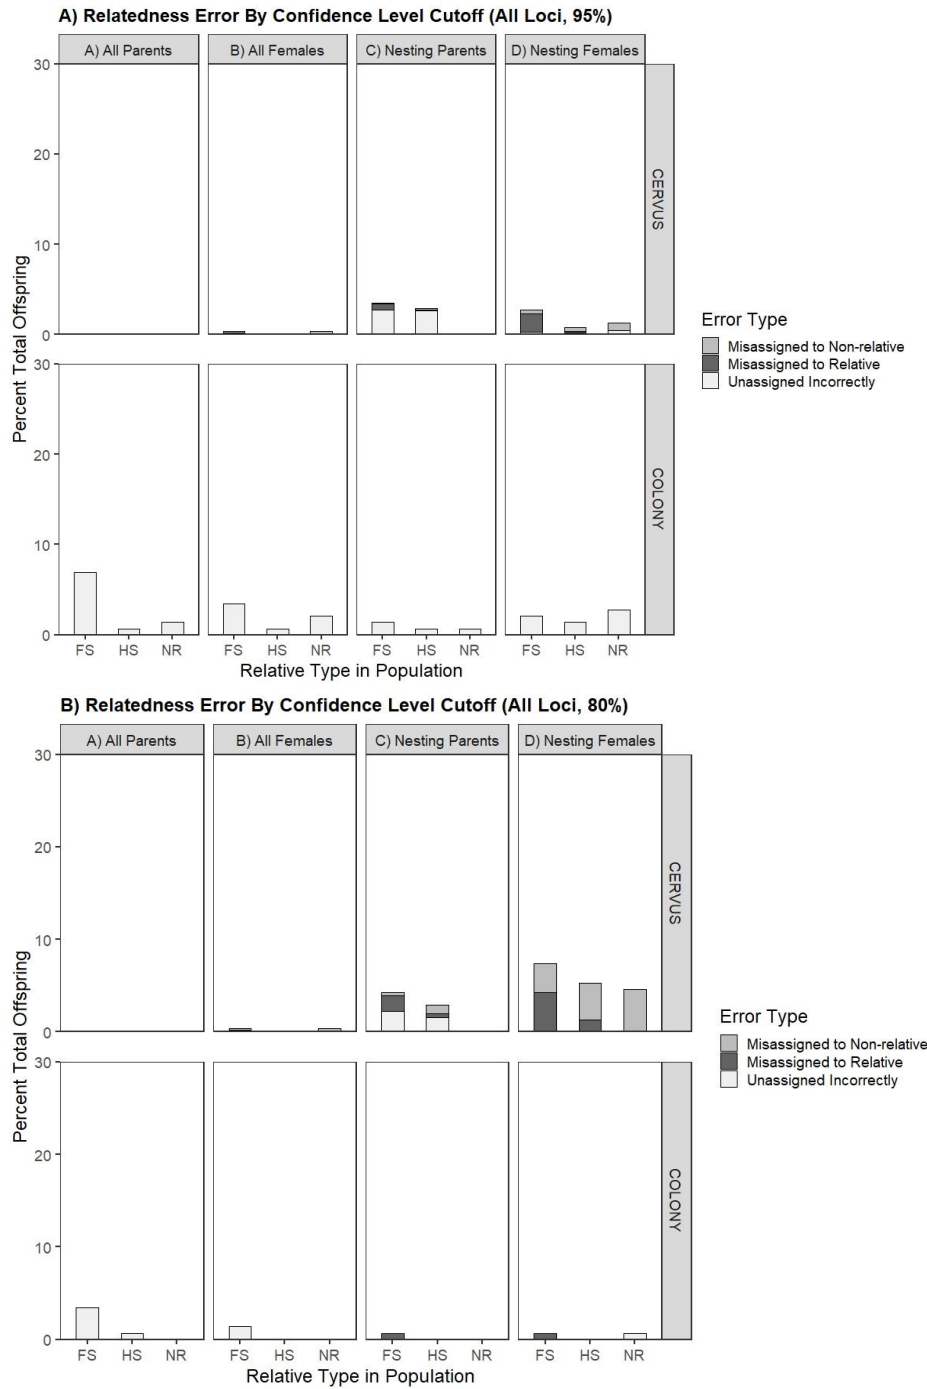 A) Relatedness Error By Confidence Level Cutoff (All Loci, 95%)
A) All Parents B) All Females C) Nesting Parents D) Nesting Females
30
20
10
0
CERVUS
30
20
10
0
COLONY
Percent Total Offspring
FS HS NR FS HS NR FS HS NR FS HS NR
Relative Type in Population
Error Type
Misassigned to Non-relative
Misassigned to Relative
Unassigned Incorrectly
B) Relatedness Error By Confidence Level Cutoff (All Loci, 80%)
A) All Parents B) All Females C) Nesting Parents D) Nesting Females
30
20
10
0
CERVUS
30
20
10
0
COLONY
Percent Total Offspring
FS HS NR FS HS NR FS HS NR FS HS NR
Relative Type in Population
Error Type
Misassigned to Non-relative
Misassigned to Relative
Unassigned Incorrectly